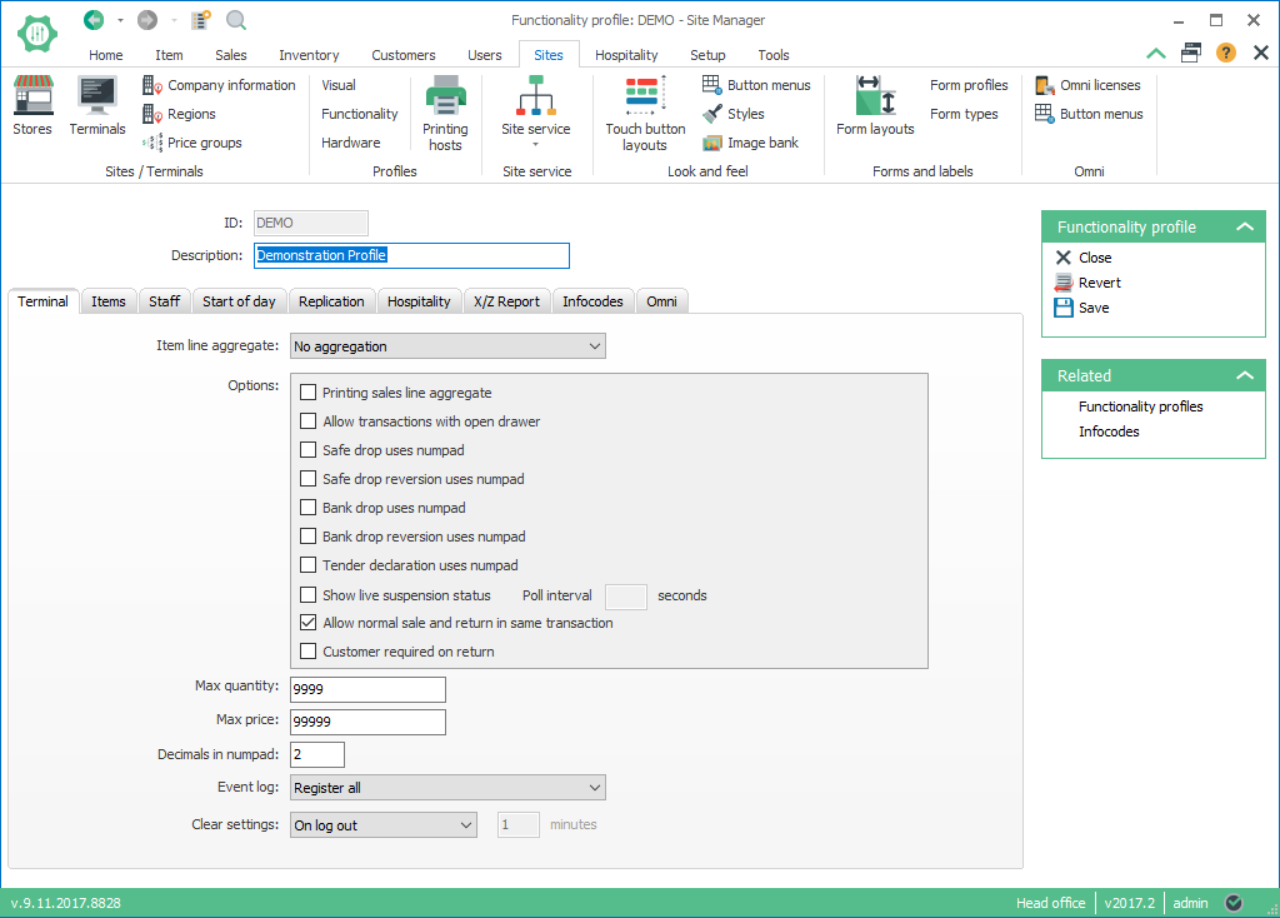 Functionality profile: DEMO - Site Manager
Home Item Sales Inventory Customers Users Sites Hospitality Setup Tools
Stores
Terminals
Company information
Regions
Price groups
Sites / Terminals
Visual
Functionality
Hardware
Printing hosts
Profiles
Site service
Site service
Touch button layouts
Button menus
Styles
Image bank
Look and feel
Form layouts
Form profiles
Form types
Forms and labels
Omni licenses
Button menus
Omni
ID: DEMO
Description: Demonstration Profile
Terminal Items Staff Start of day Replication Hospitality X/Z Report Infocodes Omni
Item line aggregate: No aggregation
Options:
Printing sales line aggregate
Allow transactions with open drawer
Safe drop uses numpad
Safe drop reversion uses numpad
Bank drop uses numpad
Bank drop reversion uses numpad
Tender declaration uses numpad
Show live suspension status Poll interval seconds
Allow normal sale and return in same transaction
Customer required on return
Max quantity: 9999
Max price: 99999
Decimals in numpad: 2
Event log: Register all
Clear settings: On log out 1 minutes
Functionality profile
Close
Revert
Save
Related
Functionality profiles
Infocodes
v.9.11.2017.8828
Head office v2017.2 admin